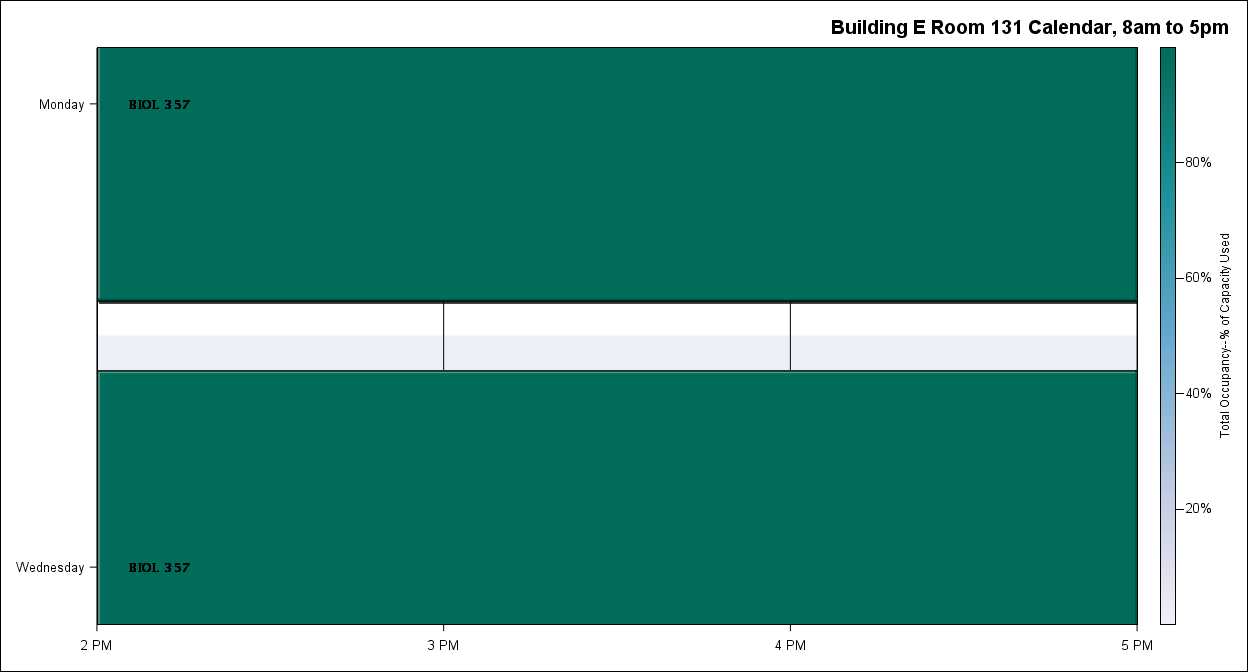 Building E Room 131 Calendar, 8am to 5pm
Monday
BIOL 357
Wednesday
BIOL 357
2 PM
3 PM
4 PM
5 PM
80%
60%
40%
20%
Total Occupancy--% of Capacity Used